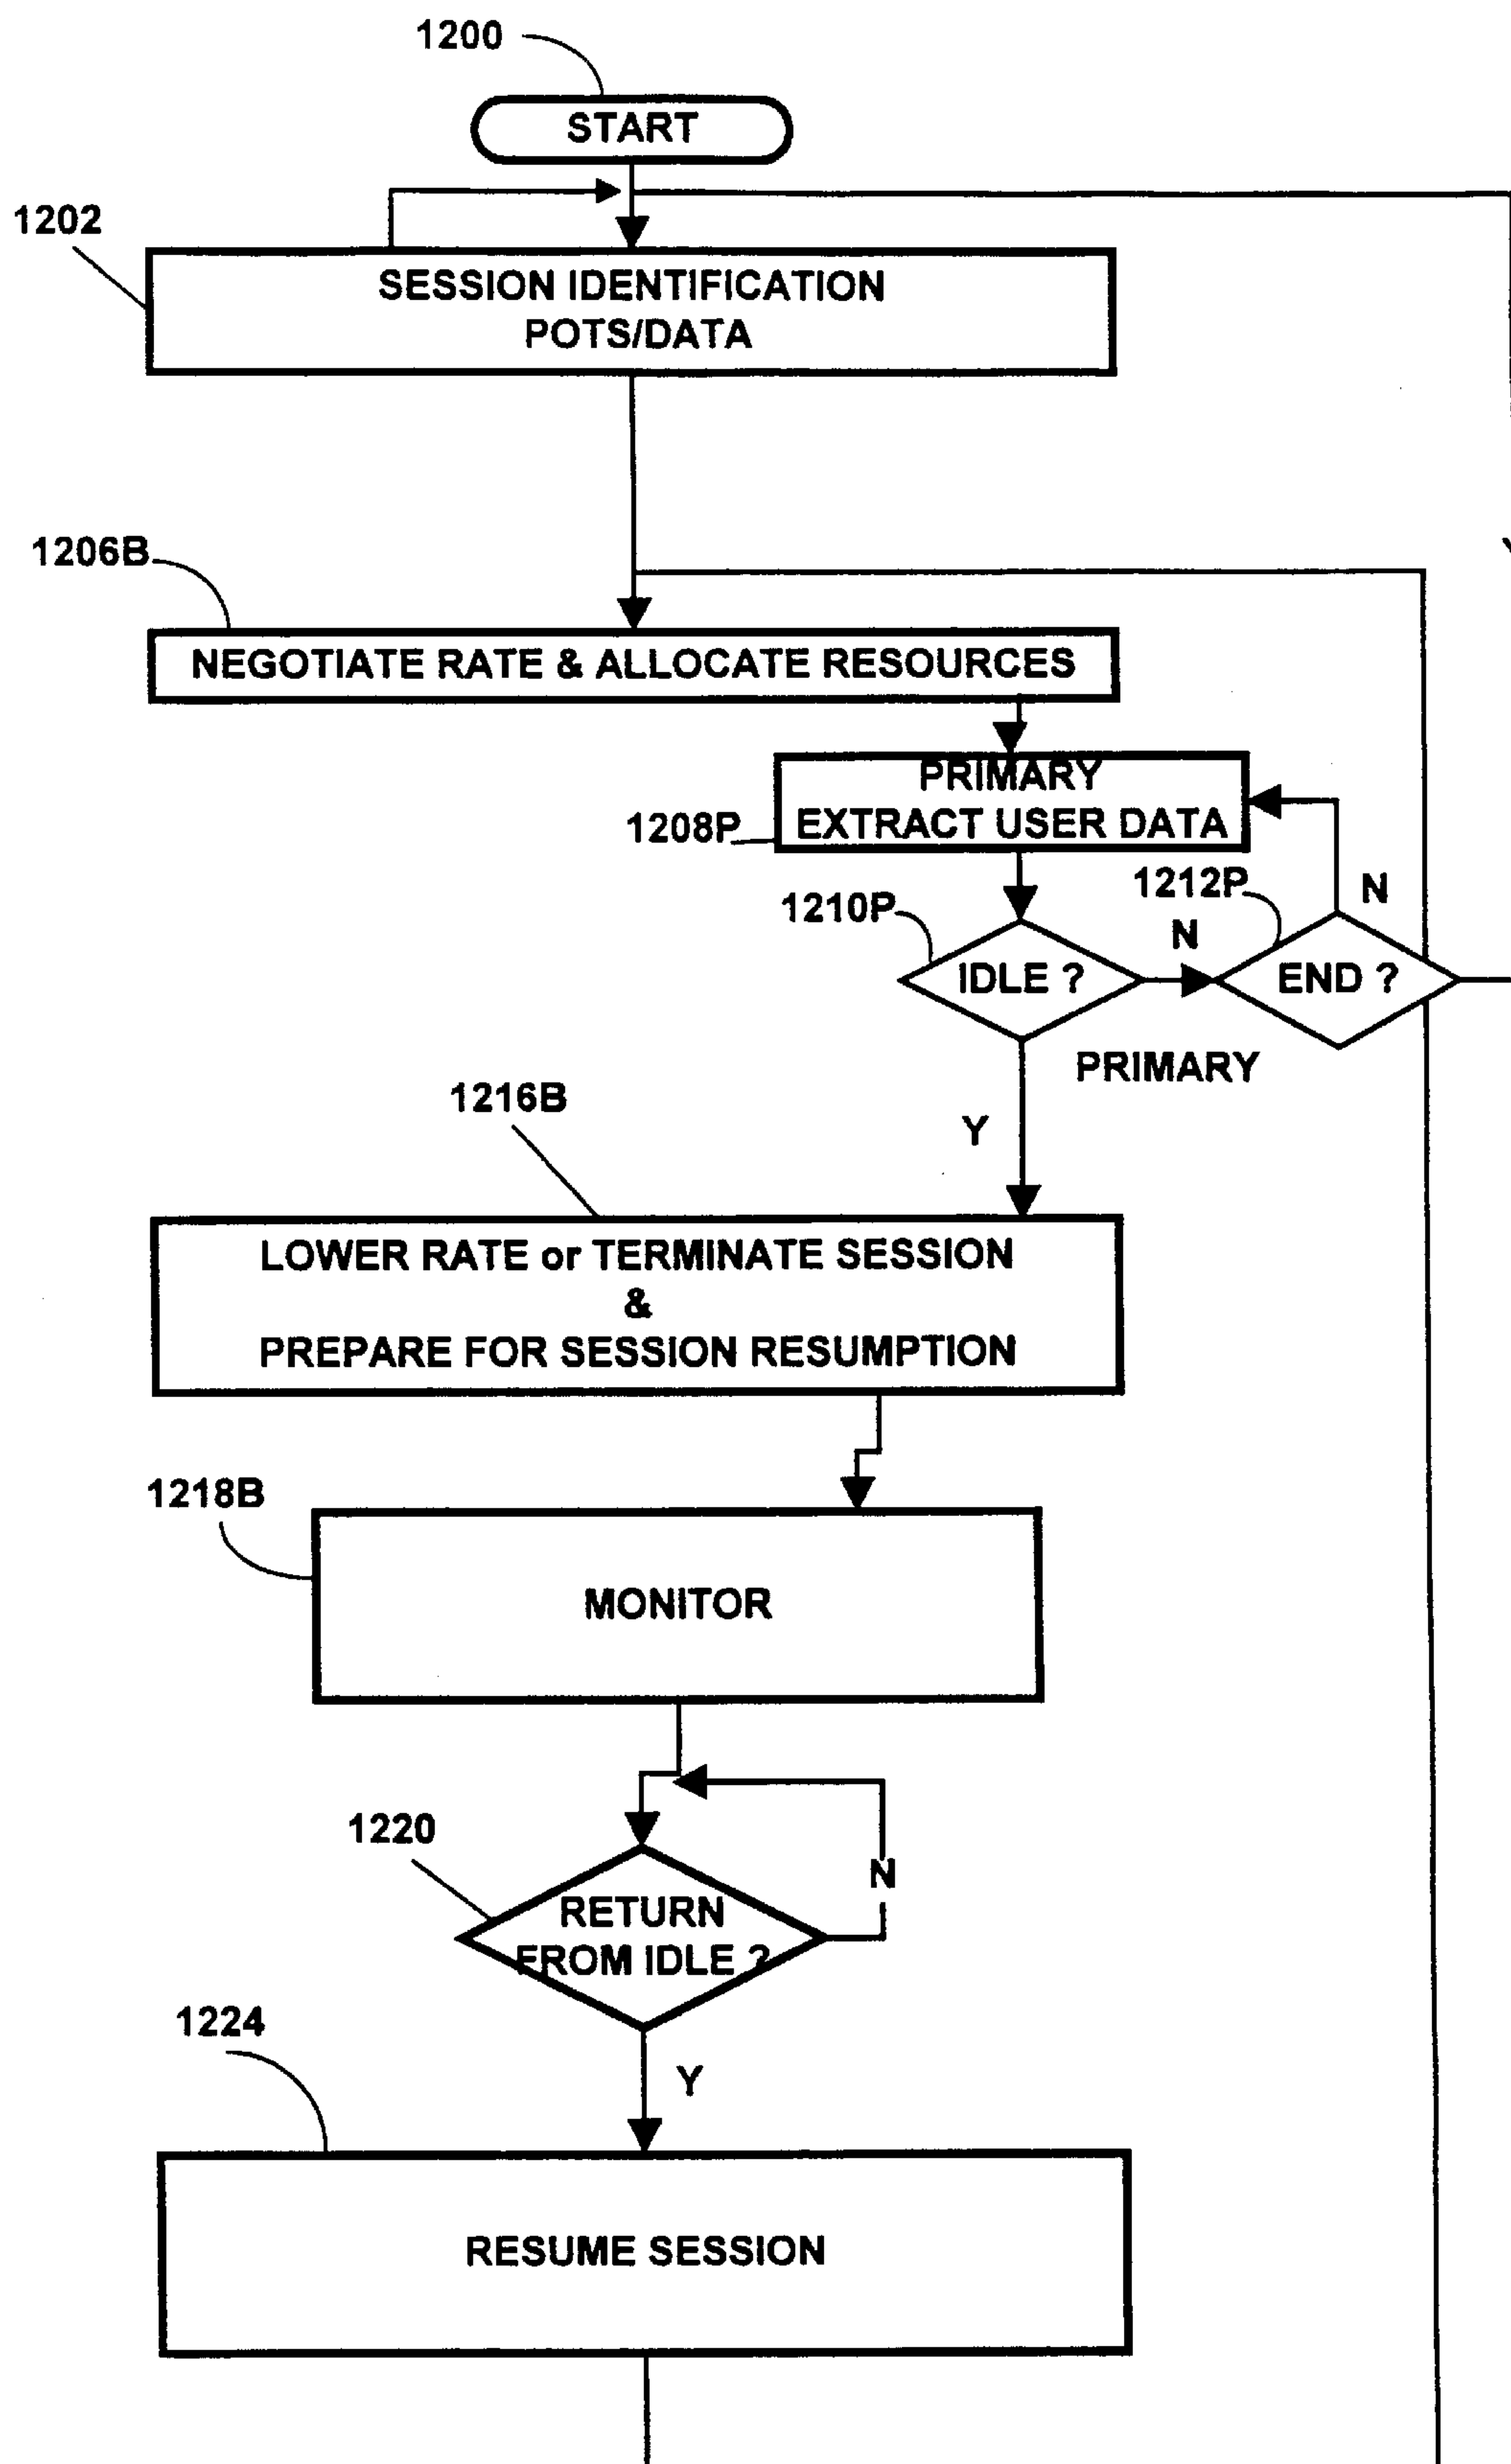 1200
START
1202
SESSION IDENTIFICATION
POTS/DATA
1206B
NEGOTIATE RATE & ALLOCATE RESOURCES
PRIMARY
EXTRACT USER DATA
1208P
1212P
N
1210P
N
IDLE ?
END ?
PRIMARY
1216B
Y
LOWER RATE or TERMINATE SESSION
&
PREPARE FOR SESSION RESUMPTION
1218B
MONITOR
1220
N
RETURN
FROM IDLE ?
1224
Y
RESUME SESSION